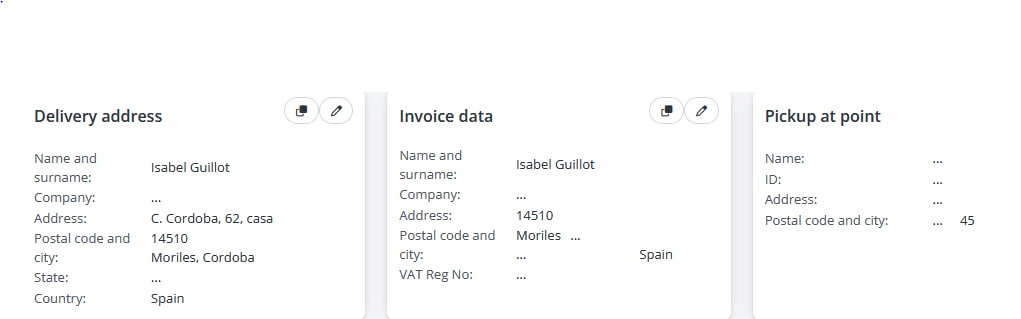 Delivery address
Name and surname: Isabel Guillot
Company: ...
Address: C. Cordoba, 62, casa
Postal code and city: 14510 Moriles, Cordoba
State: ...
Country: Spain
Invoice data
Name and surname: Isabel Guillot
Company: ...
Address: 14510
Postal code and city: Moriles ... ... Spain
VAT Reg No: ...
Pickup at point
Name: ...
ID: ...
Address: ...
Postal code and city: ... 45